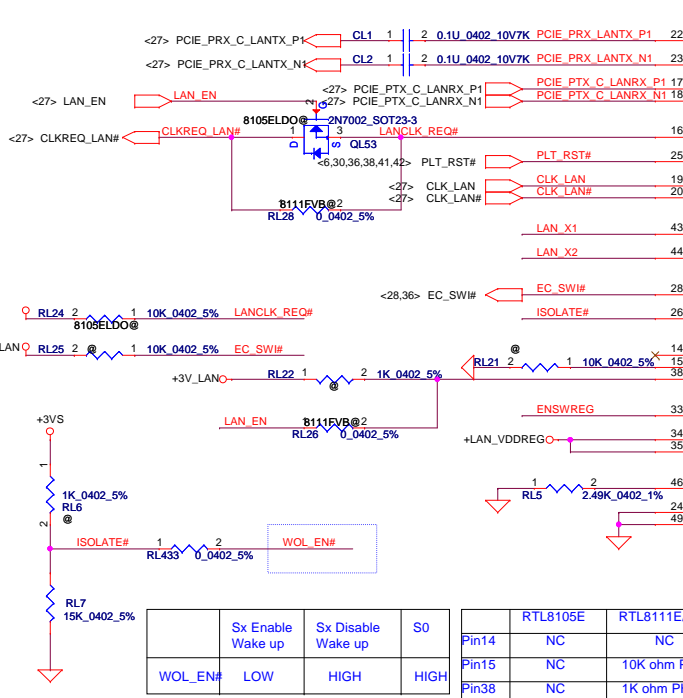 <27> PCIE_PRX_C_LANTX_P1 CL1 1 2 0.1U_0402_10V7K PCIE_PRX_LANTX_P1 22
<27> PCIE_PRX_C_LANTX_N1 CL2 1 2 0.1U_0402_10V7K PCIE_PRX_LANTX_N1 23
<27> PCIE_PTX_C_LANRX_P1 PCIE_PTX_C_LANRX_P1 17
<27> PCIE_PTX_C_LANRX_N1 PCIE_PTX_C_LANRX_N1 18
<27> LAN_EN LAN_EN 2 G
8105ELDO@ 2N7002_SOT23-3
<27> CLKREQ_LAN# CLKREQ_LAN# 1 3 LANCLK_REQ# 16
D S QL53
<6,30,36,38,41,42> PLT_RST# PLT_RST# 25
<27> CLK_LAN CLK_LAN 19
<27> CLK_LAN# CLK_LAN# 20
8111FVB@ 2
RL28 0_0402_5%
LAN_X1 43
LAN_X2 44
<28,36> EC_SWI# EC_SWI# 28
ISOLATE# 26
RL24 2 1 10K_0402_5% LANCLK_REQ#
8105ELDO@
LAN RL25 2 @ 1 10K_0402_5% EC_SWI#
14
@
RL21 2 1 10K_0402_5% 15
+3V_LAN RL22 1 2 1K_0402_5% 38
@
LAN_EN 8111FVB@ 2
RL26 0_0402_5%
ENSWREG 33
+LAN_VDDREG 34
35
+3VS
1
1K_0402_5%
RL6
2 @
1 2 46
RL5 2.49K_0402_1%
24
49
ISOLATE# 1 2 WOL_EN#
RL433 0_0402_5%
RL7
15K_0402_5%
Sx Enable Wake up Sx Disable Wake up S0
WOL_EN# LOW HIGH HIGH
RTL8105E RTL8111E
Pin14 NC NC
Pin15 NC 10K ohm P
Pin38 NC 1K ohm P